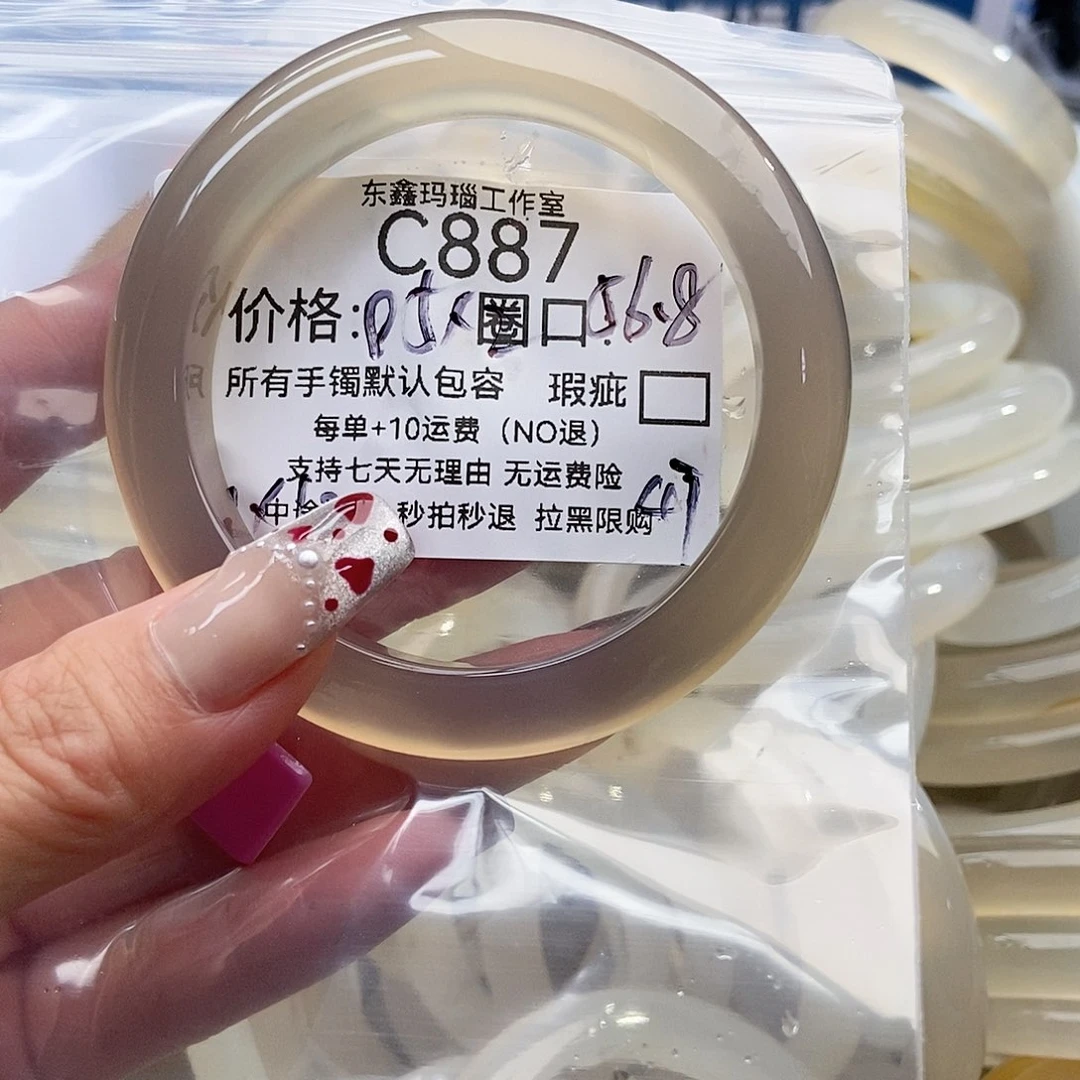 东鑫玛瑙工作室
C887
价格: 圈口 56.8
所有手镯默认包容 瑕疵
每单+10运费（NO退）
支持七天无理由 无运费险
秒拍秒退 拉黑限购